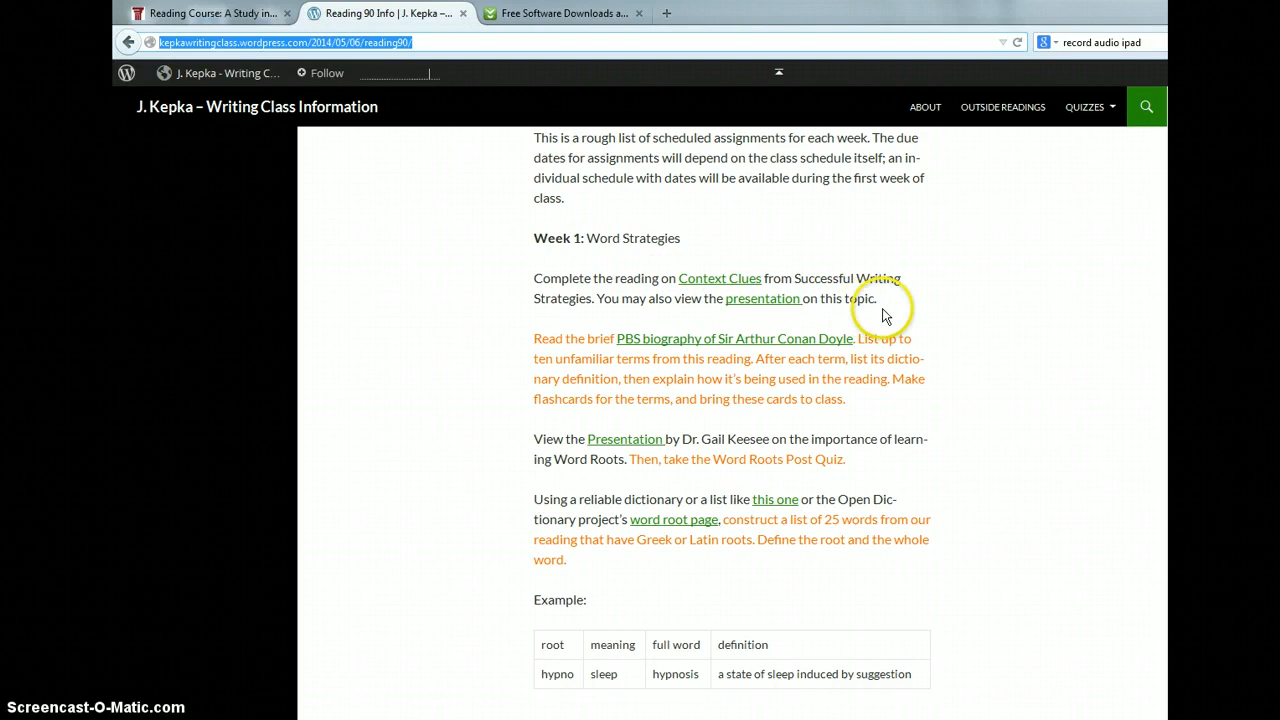 Reading Course: A Study in...
Reading 90 Info | J. Kepka –...
Free Software Downloads a...
kepkawritingclass.wordpress.com/2014/05/06/reading90/
record audio ipad
J. Kepka - Writing C...
Follow
J. Kepka – Writing Class Information
ABOUT
OUTSIDE READINGS
QUIZZES
This is a rough list of scheduled assignments for each week. The due
dates for assignments will depend on the class schedule itself; an in-
dividual schedule with dates will be available during the first week of
class.
Week 1: Word Strategies
Complete the reading on Context Clues from Successful Writing
Strategies. You may also view the presentation on this topic.
Read the brief PBS biography of Sir Arthur Conan Doyle. List up to
ten unfamiliar terms from this reading. After each term, list its dictio-
nary definition, then explain how it's being used in the reading. Make
flashcards for the terms, and bring these cards to class.
View the Presentation by Dr. Gail Keesee on the importance of learn-
ing Word Roots. Then, take the Word Roots Post Quiz.
Using a reliable dictionary or a list like this one or the Open Dic-
tionary project's word root page, construct a list of 25 words from our
reading that have Greek or Latin roots. Define the root and the whole
word.
Example:
root meaning full word definition
hypno sleep hypnosis a state of sleep induced by suggestion
Screencast-O-Matic.com